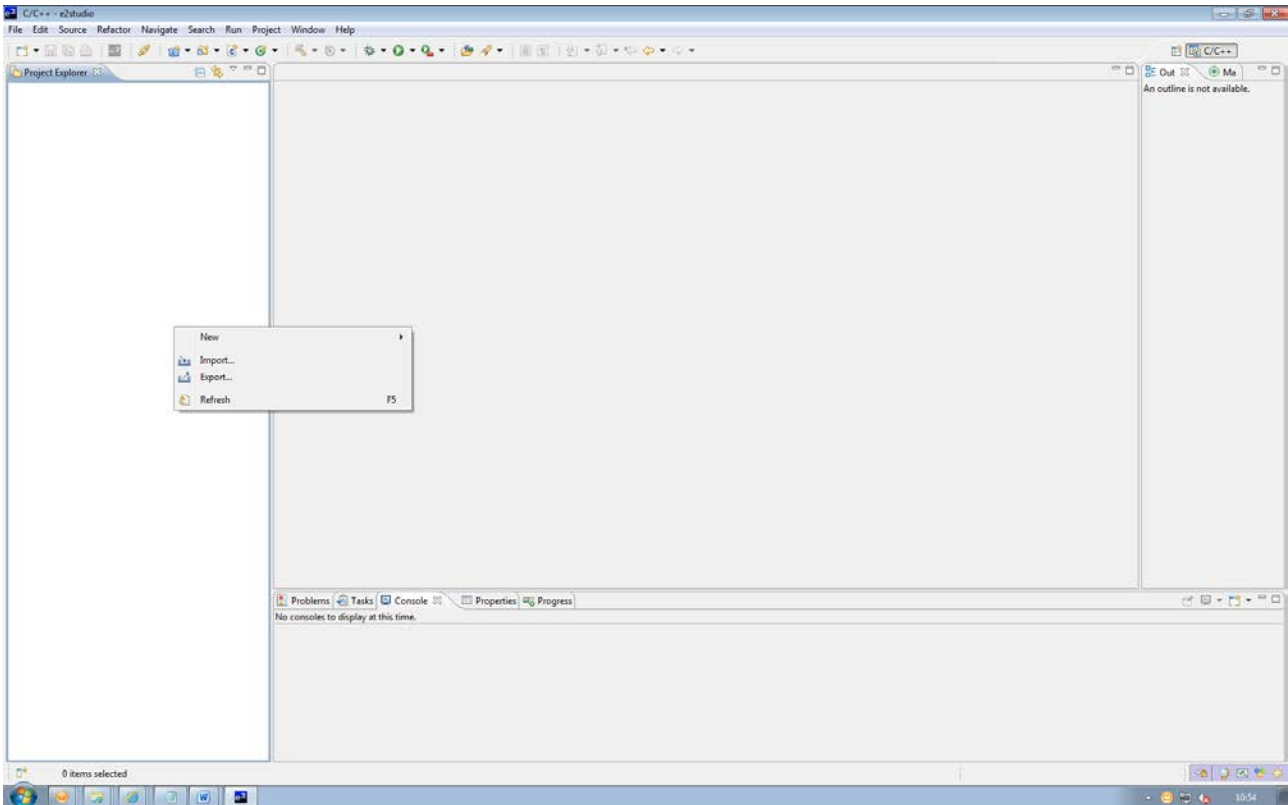 C/C++ - e2studio
File Edit Source Refactor Navigate Search Run Project Window Help
C/C++
Project Explorer
Out Ma
An outline is not available.
New
Import...
Export...
Refresh F5
Problems Tasks Console Properties Progress
No consoles to display at this time.
0 items selected
10:54